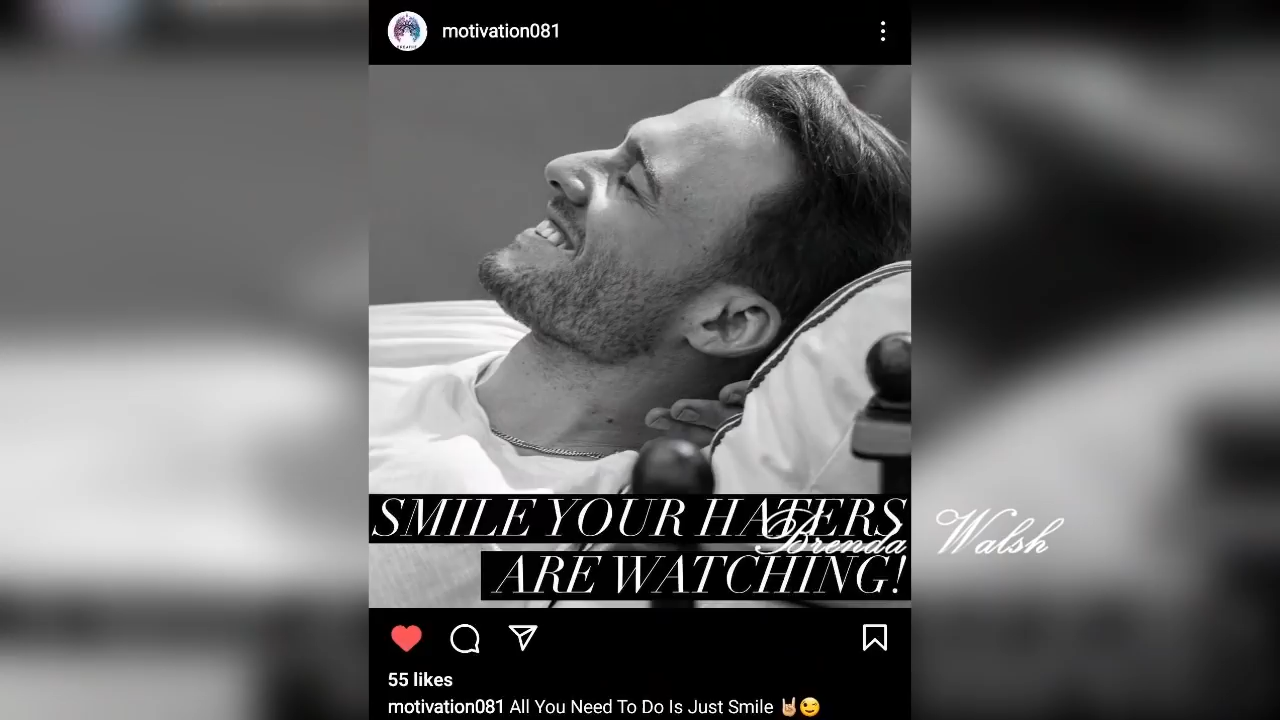 motivation081
SMILE YOUR HATERS
ARE WATCHING!
Brenda Walsh
55 likes
motivation081 All You Need To Do Is Just Smile 🤘🏼😉